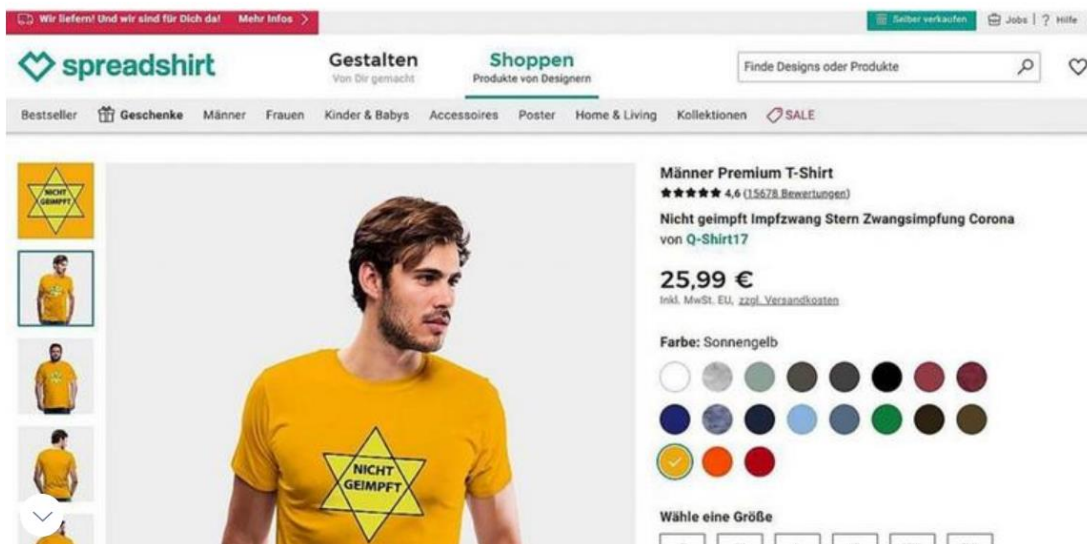 Wir liefern! Und wir sind für Dich da! Mehr Infos >
Selber verkaufen Jobs | ? Hilfe
spreadshirt
Gestalten
Von Dir gemacht
Shoppen
Produkte von Designern
Finde Designs oder Produkte
Bestseller Geschenke Männer Frauen Kinder & Babys Accessoires Poster Home & Living Kollektionen SALE
NICHT
GEIMPFT
Männer Premium T-Shirt
★★★★★ 4,6 (15678 Bewertungen)
Nicht geimpft Impfzwang Stern Zwangsimpfung Corona
von Q-Shirt17
25,99 €
Inkl. MwSt. EU, zzgl. Versandkosten
Farbe: Sonnengelb
NICHT
GEIMPFT
Wähle eine Größe